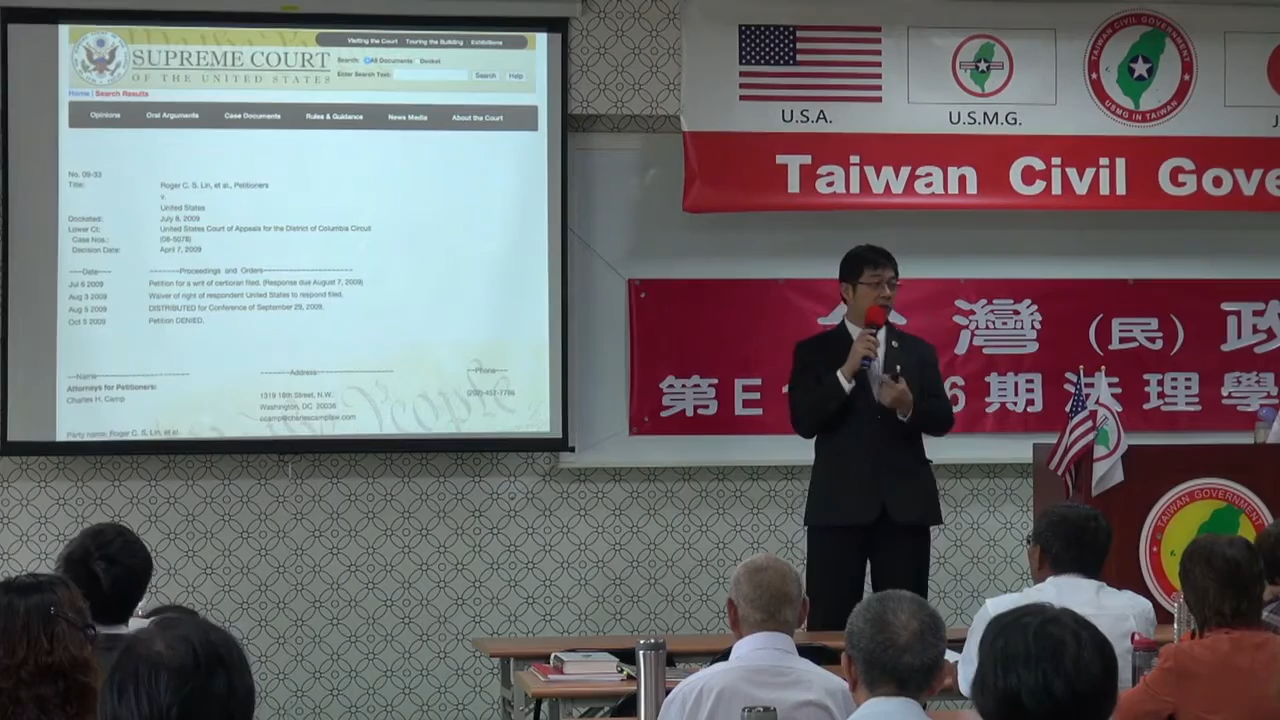 Visiting the Court Touring the Building Exhibitions
SUPREME COURT
OF THE UNITED STATES
Search: All Documents Docket
Enter Search Text: Search Help
Home | Search Results
Opinions Oral Arguments Case Documents Rules & Guidance News Media About the Court
No. 09-33
Title: Roger C. S. Lin, et al., Petitioners
v.
United States
Docketed: July 8, 2009
Lower Ct: United States Court of Appeals for the District of Columbia Circuit
Case Nos.: (08-5078)
Decision Date: April 7, 2009
----Date---- --------Proceedings and Orders--------
Jul 6 2009 Petition for a writ of certiorari filed. (Response due August 7, 2009)
Aug 3 2009 Waiver of right of respondent United States to respond filed.
Aug 5 2009 DISTRIBUTED for Conference of September 29, 2009.
Oct 5 2009 Petition DENIED.
----Name---- ----Address---- ---Phone---
Attorneys for Petitioners:
Charles H. Camp 1319 18th Street, N.W. (202)-457-7786
Washington, DC 20036
ccamp@charlescamplaw.com
Party name: Roger C. S. Lin, et al.
U.S.A. U.S.M.G. J
TAIWAN CIVIL GOVERNMENT
USMG IN TAIWAN
Taiwan Civil Gove
灣 (民) 政
第E1 6期法理學
TAIWAN GOVERNMENT